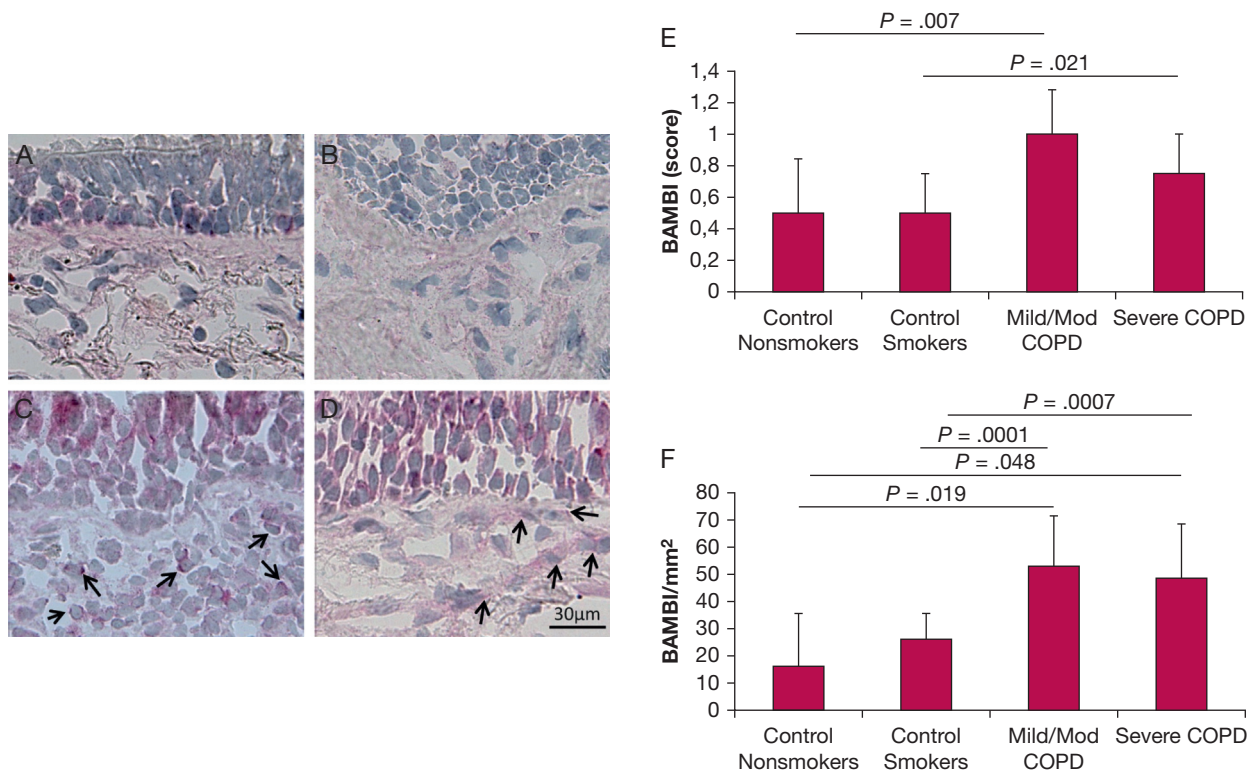 A
B
C
D
30µm
E
P = .007
P = .021
BAMBI (score)
1,4
1,2
1
0,8
0,6
0,4
0,2
0
Control
Nonsmokers
Control
Smokers
Mild/Mod
COPD
Severe COPD
P = .0007
P = .0001
F
P = .048
P = .019
BAMBI/mm²
80
70
60
50
40
30
20
10
0
Control
Nonsmokers
Control
Smokers
Mild/Mod
COPD
Severe COPD